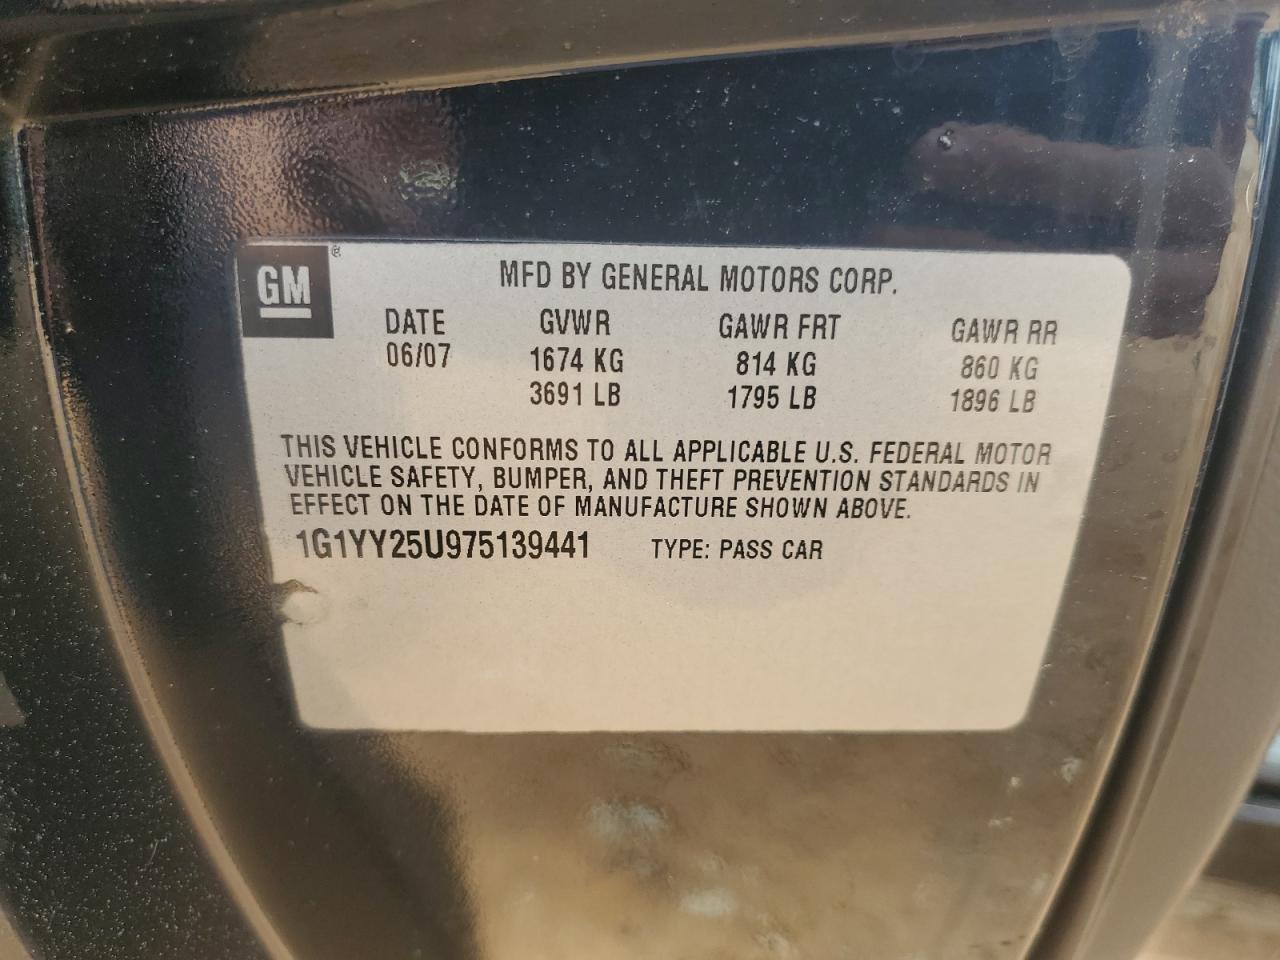 GM ®
MFD BY GENERAL MOTORS CORP.
DATE GVWR GAWR FRT GAWR RR
06/07 1674 KG 814 KG 860 KG
3691 LB 1795 LB 1896 LB
THIS VEHICLE CONFORMS TO ALL APPLICABLE U.S. FEDERAL MOTOR
VEHICLE SAFETY, BUMPER, AND THEFT PREVENTION STANDARDS IN
EFFECT ON THE DATE OF MANUFACTURE SHOWN ABOVE.
1G1YY25U975139441 TYPE: PASS CAR